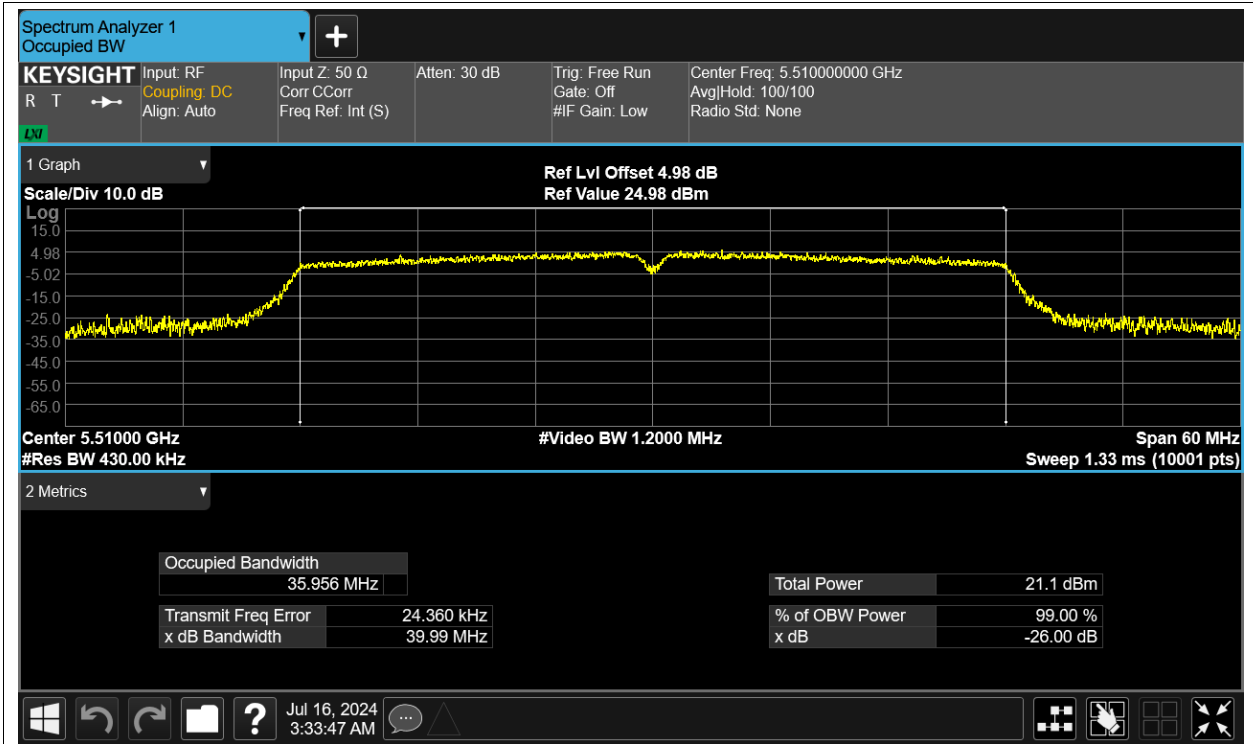 Spectrum Analyzer 1
Occupied BW
KEYSIGHT
R T
LXI
Input: RF
Coupling: DC
Align: Auto
Input Z: 50 Ω
Corr CCorr
Freq Ref: Int (S)
Atten: 30 dB
Trig: Free Run
Gate: Off
#IF Gain: Low
Center Freq: 5.510000000 GHz
Avg|Hold: 100/100
Radio Std: None
1 Graph
Scale/Div 10.0 dB
Ref Lvl Offset 4.98 dB
Ref Value 24.98 dBm
Log
15.0
4.98
-5.02
-15.0
-25.0
-35.0
-45.0
-55.0
-65.0
Center 5.51000 GHz
#Video BW 1.2000 MHz
Span 60 MHz
#Res BW 430.00 kHz
Sweep 1.33 ms (10001 pts)
2 Metrics
Occupied Bandwidth
35.956 MHz
Transmit Freq Error 24.360 kHz
x dB Bandwidth 39.99 MHz
Total Power 21.1 dBm
% of OBW Power 99.00 %
x dB -26.00 dB
?
Jul 16, 2024
3:33:47 AM